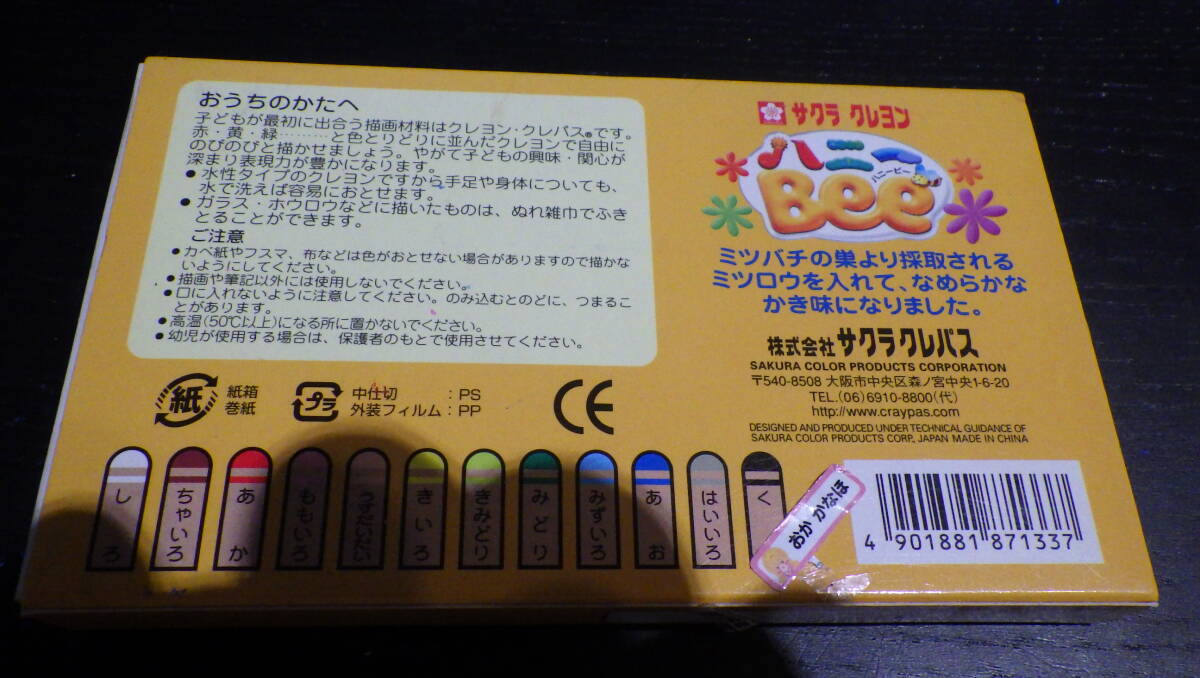 おうちのかたへ
子どもが最初に出合う描画材料はクレヨン・クレパス®です。
赤・黄・緑………と色とりどりに並んだクレヨンで自由に
のびのびと描かせましょう。やがて子どもの興味・関心が
深まり表現力が豊かになります。
●水性タイプのクレヨンですから手足や身体についても、
水で洗えば容易におとせます。
●ガラス・ホウロウなどに描いたものは、ぬれ雑巾でふき
とることができます。
ご注意
●カベ紙やフスマ、布などは色がおとせない場合がありますので描かな
いようにしてください。
●描画や筆記以外には使用しないでください。
●口に入れないように注意してください。のみ込むとのどに、つまるこ
とがあります。
●高温(50℃以上)になる所に置かないでください。
●幼児が使用する場合は、保護者のもとで使用させてください。
紙
紙箱
巻紙
プラ
中仕切 :PS
外装フィルム:PP
CE
サクラ クレヨン
ハニー
ハニービー
Bee
ミツバチの巣より採取される
ミツロウを入れて、なめらかな
かき味になりました。
株式会社サクラクレパス
SAKURA COLOR PRODUCTS CORPORATION
〒540-8508 大阪市中央区森ノ宮中央1-6-20
TEL.(06)6910-8800(代)
http://www.craypas.com
DESIGNED AND PRODUCED UNDER TECHNICAL GUIDANCE OF
SAKURA COLOR PRODUCTS CORP. JAPAN MADE IN CHINA
しろ
ちゃいろ
あか
ももいろ
うすだいだい
きいろ
きみどり
みどり
みずいろ
あお
はいいろ
く
おか かなほ
4 901881 871337